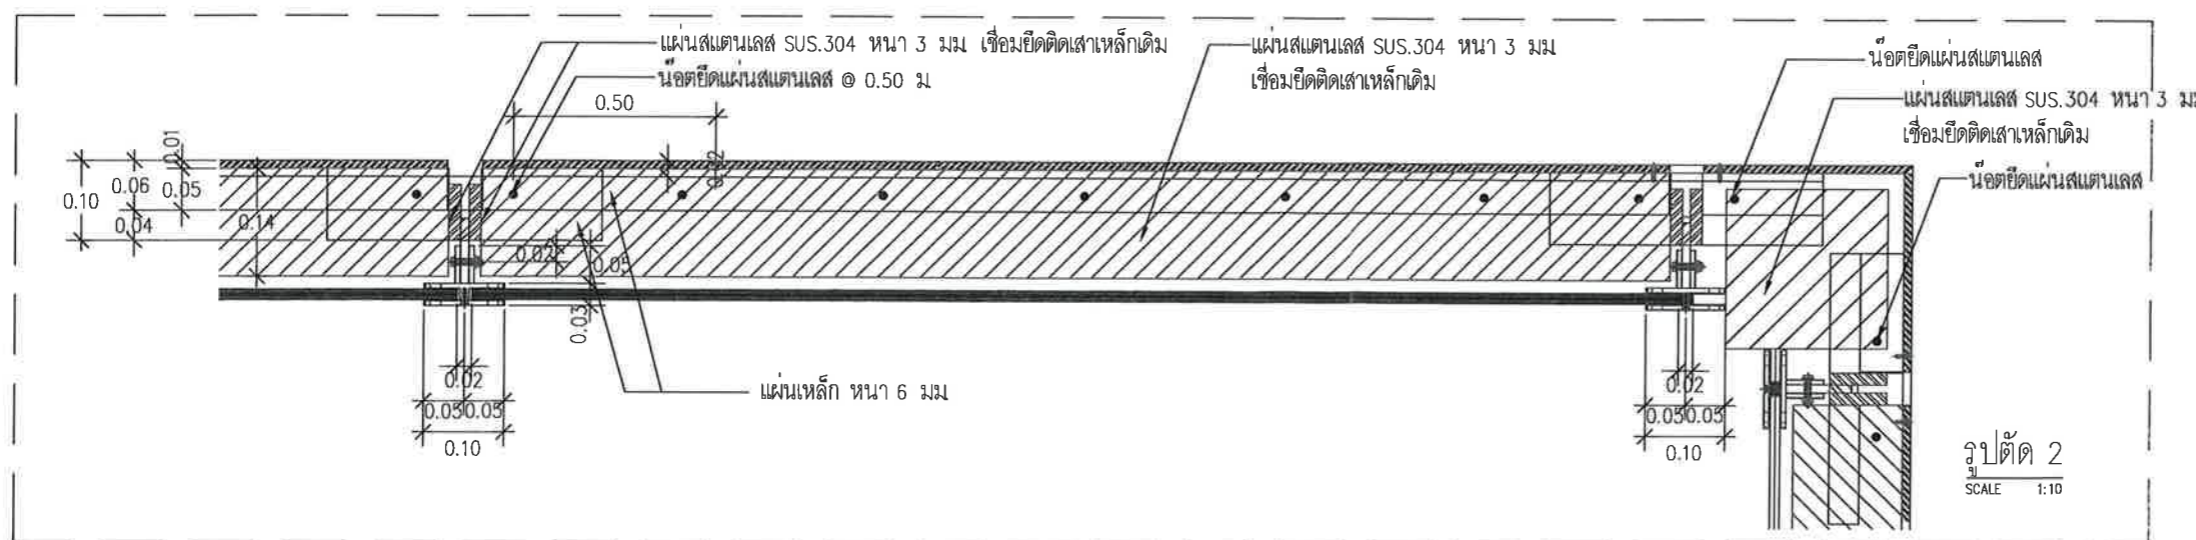 แผ่นสแตนเลส SUS.304 หนา 3 มม. เชื่อมยึดติดเสาเหล็กเดิม
น๊อตยึดแผ่นสแตนเลส @ 0.50 ม.
0.50
แผ่นสแตนเลส SUS.304 หนา 3 มม.
เชื่อมยึดติดเสาเหล็กเดิม
น๊อตยึดแผ่นสแตนเลส
แผ่นสแตนเลส SUS.304 หนา 3 มม
เชื่อมยึดติดเสาเหล็กเดิม
น๊อตยึดแผ่นสแตนเลส
0.01
0.10
0.06
0.05
0.04
0.14
0.02
0.05
0.03
0.02
0.05
0.05
0.10
แผ่นเหล็ก หนา 6 มม.
0.02
0.05
0.05
0.10
รูปตัด 2
SCALE 1:10